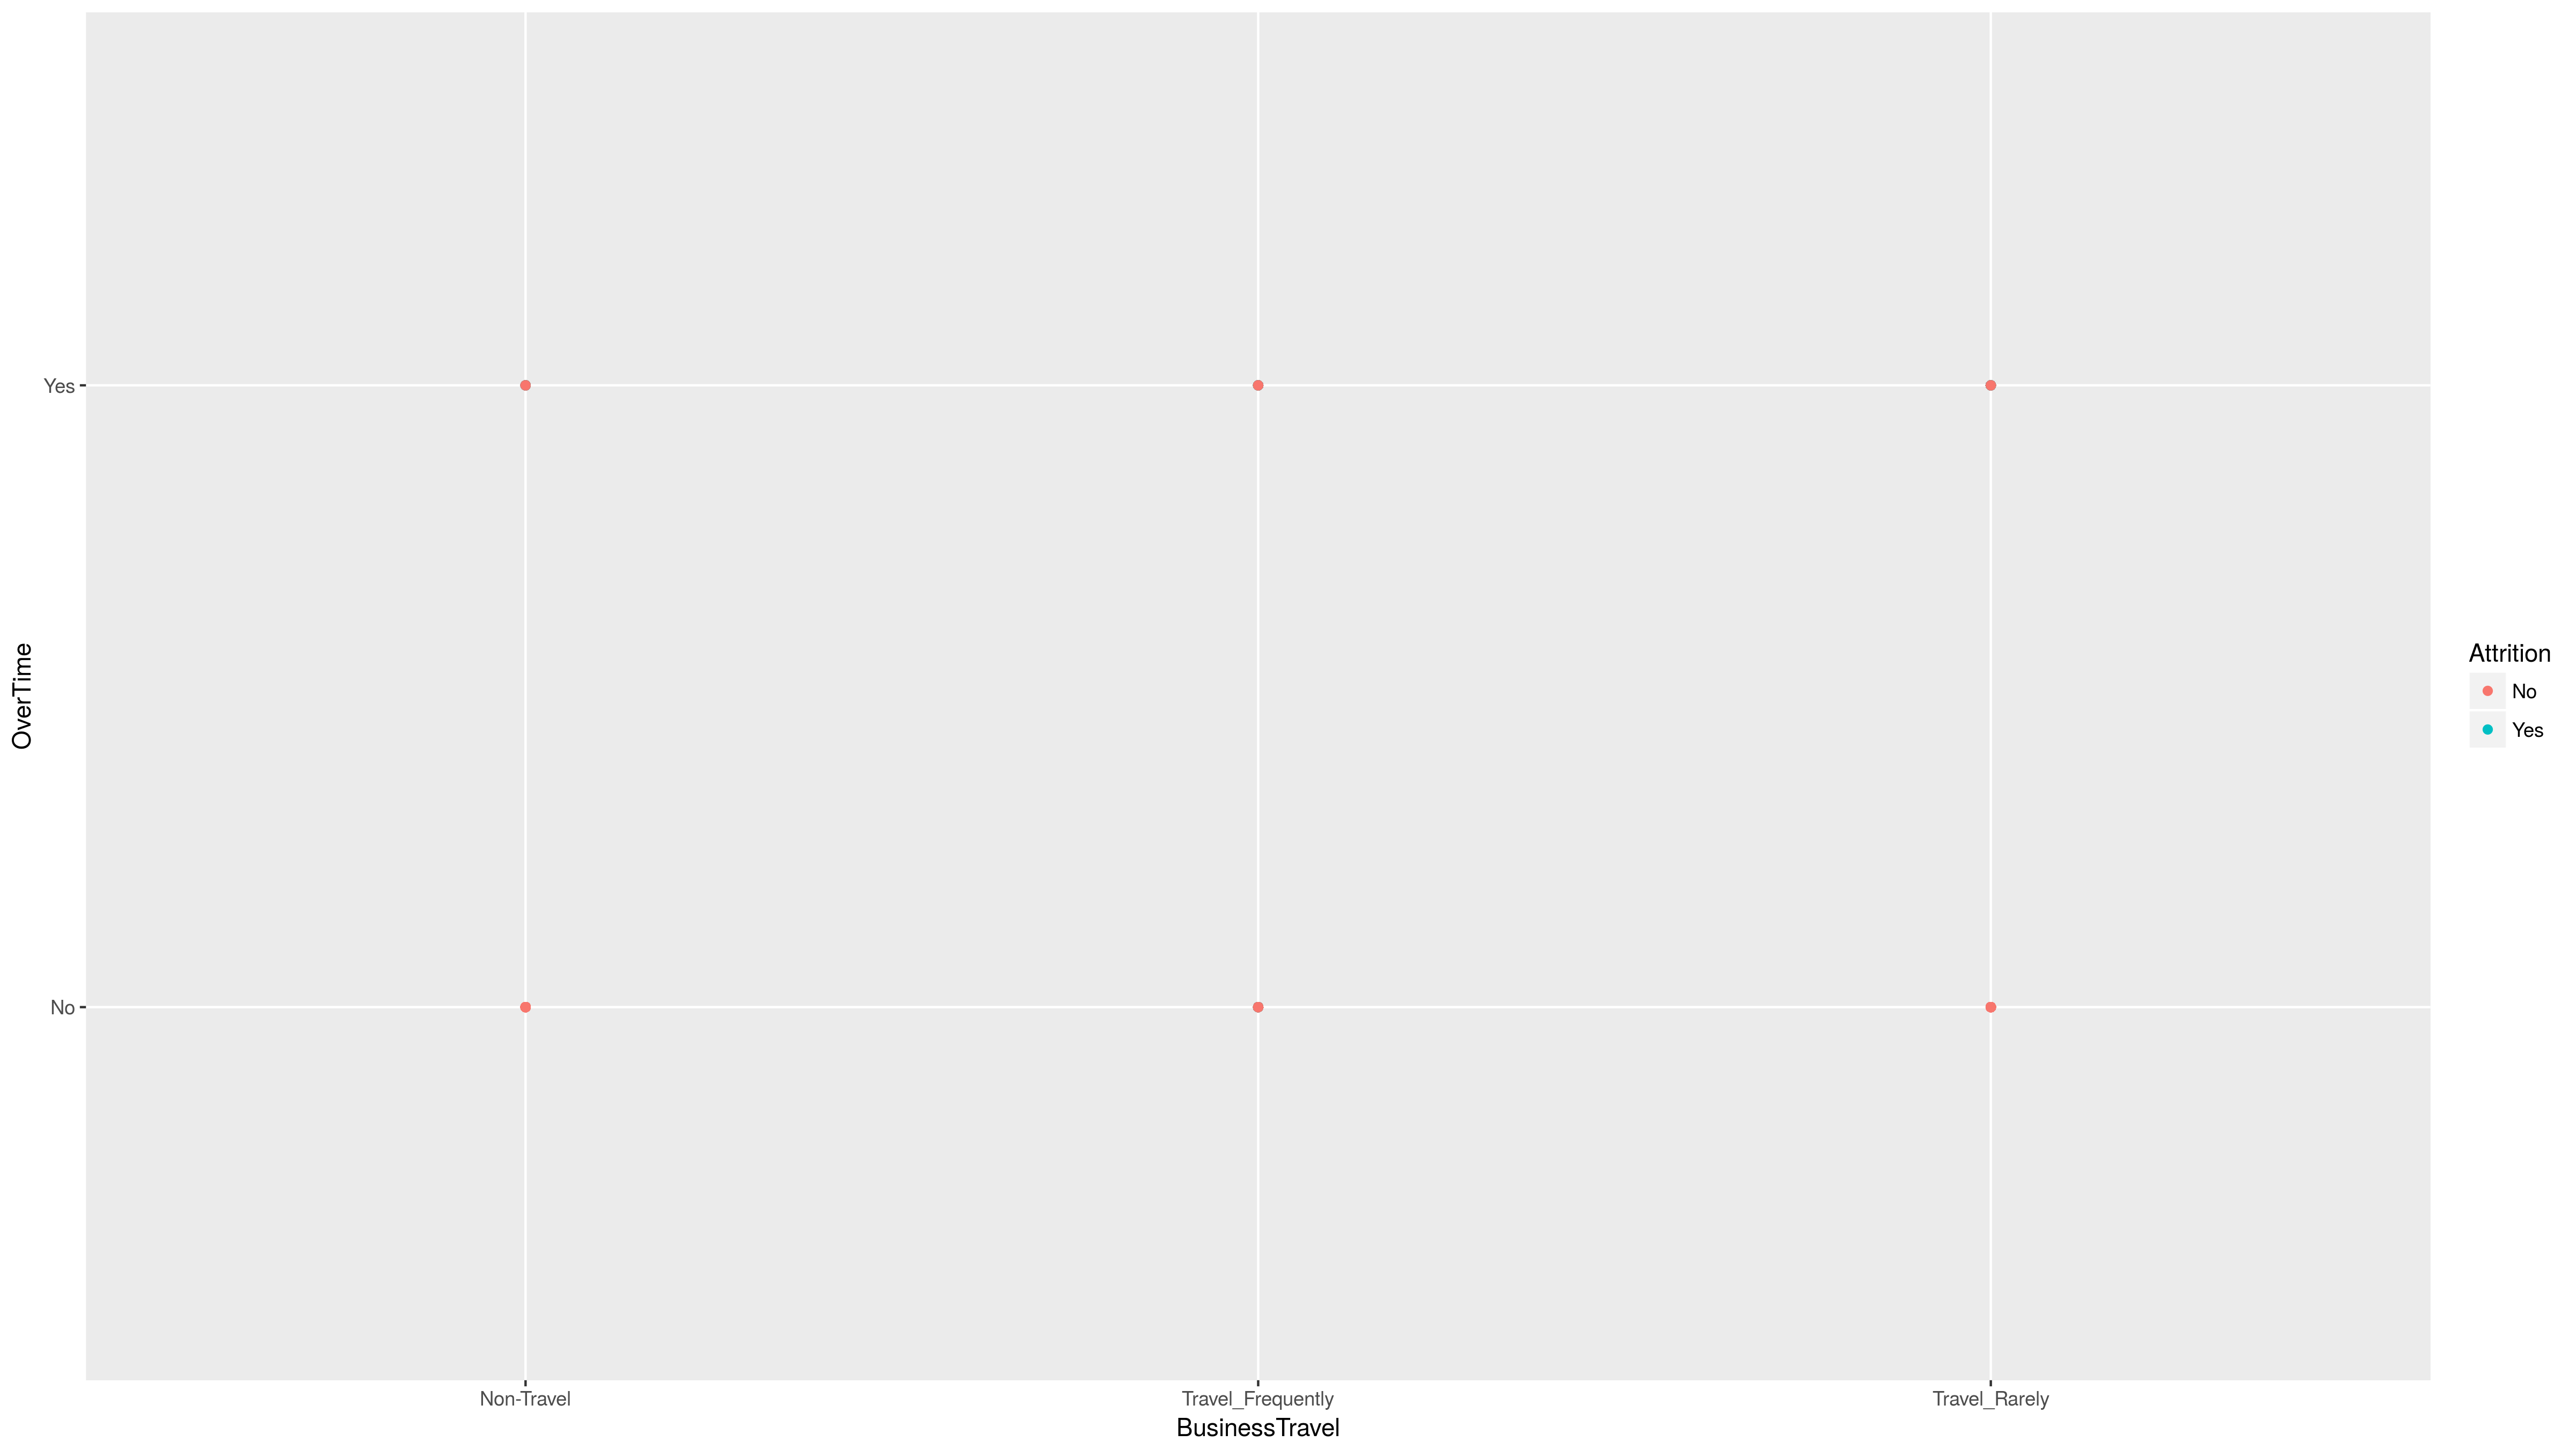 Yes
No
OverTime
Non-Travel
Travel_Frequently
Travel_Rarely
BusinessTravel
Attrition
No
Yes